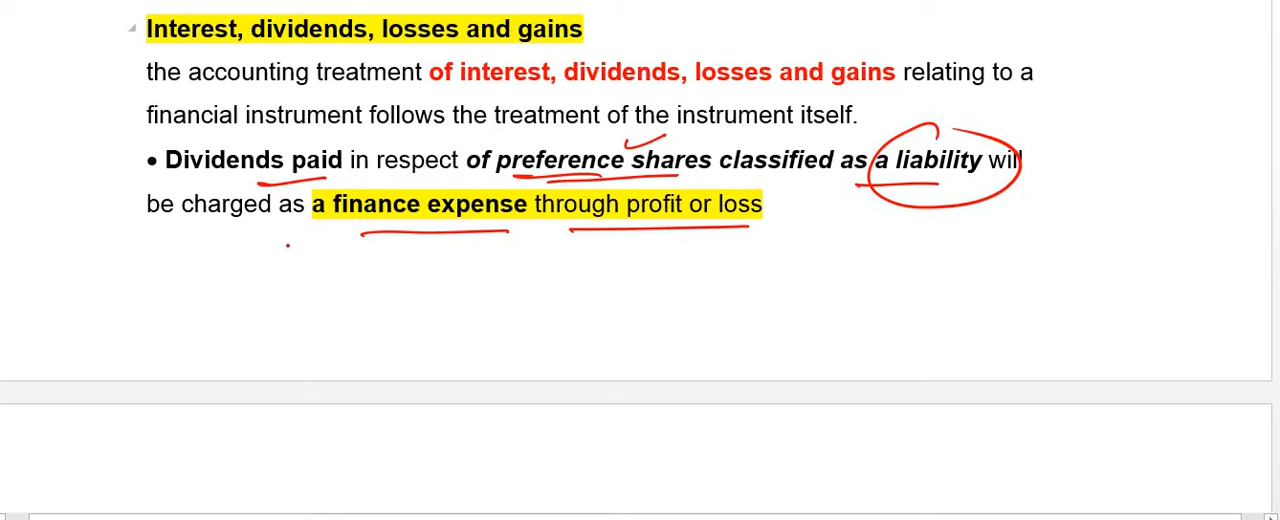 Interest, dividends, losses and gains
the accounting treatment of interest, dividends, losses and gains relating to a
financial instrument follows the treatment of the instrument itself.
• Dividends paid in respect of preference shares classified as a liability will
be charged as a finance expense through profit or loss